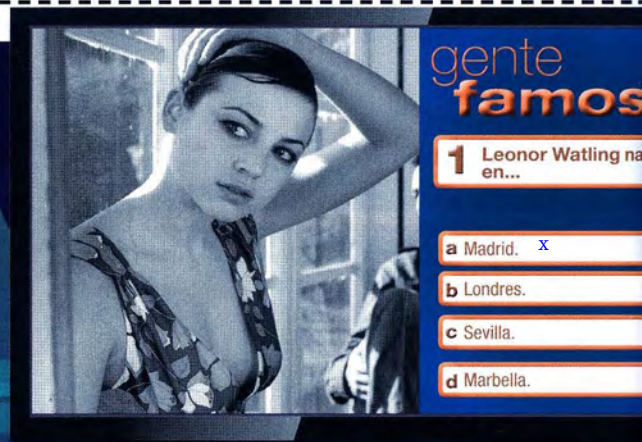 gente
famos
1 Leonor Watling na
en...
a Madrid. x
b Londres.
c Sevilla.
d Marbella.